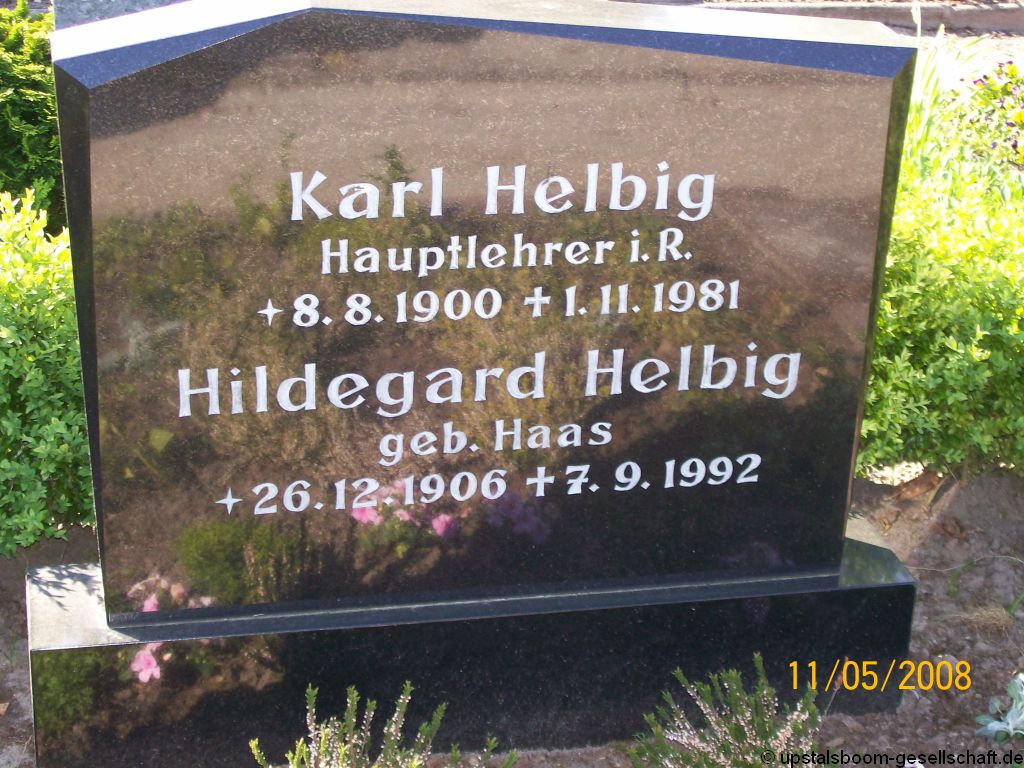 Karl Helbig
Hauptlehrer i. R.
✦ 8. 8. 1900 ✝ 1. 11. 1981
Hildegard Helbig
geb. Haas
✦ 26. 12. 1906 ✝ 7. 9. 1992
11/05/2008
© upstalsboom-gesellschaft.de